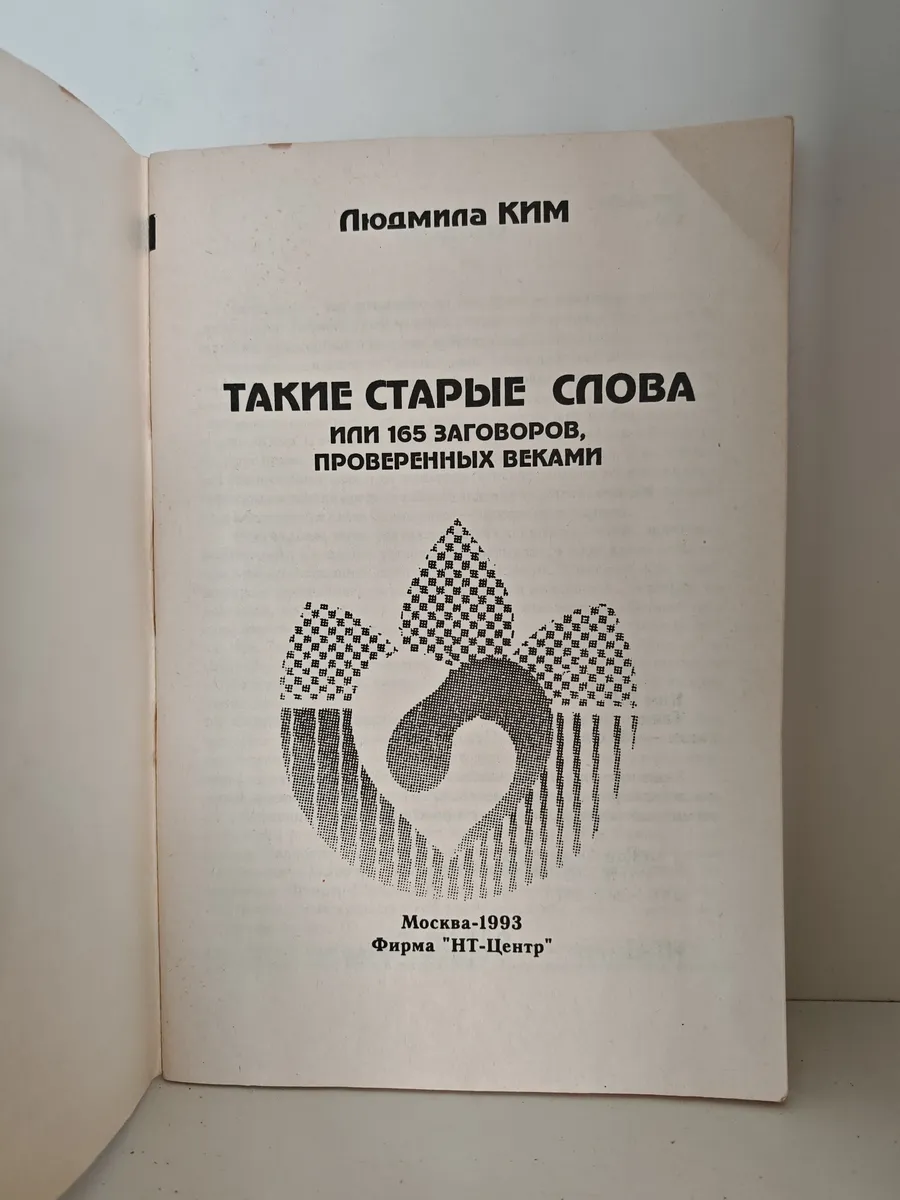 Людмила КИМ
ТАКИЕ СТАРЫЕ СЛОВА
ИЛИ 165 ЗАГОВОРОВ,
ПРОВЕРЕННЫХ ВЕКАМИ
Москва-1993
Фирма "НТ-Центр"